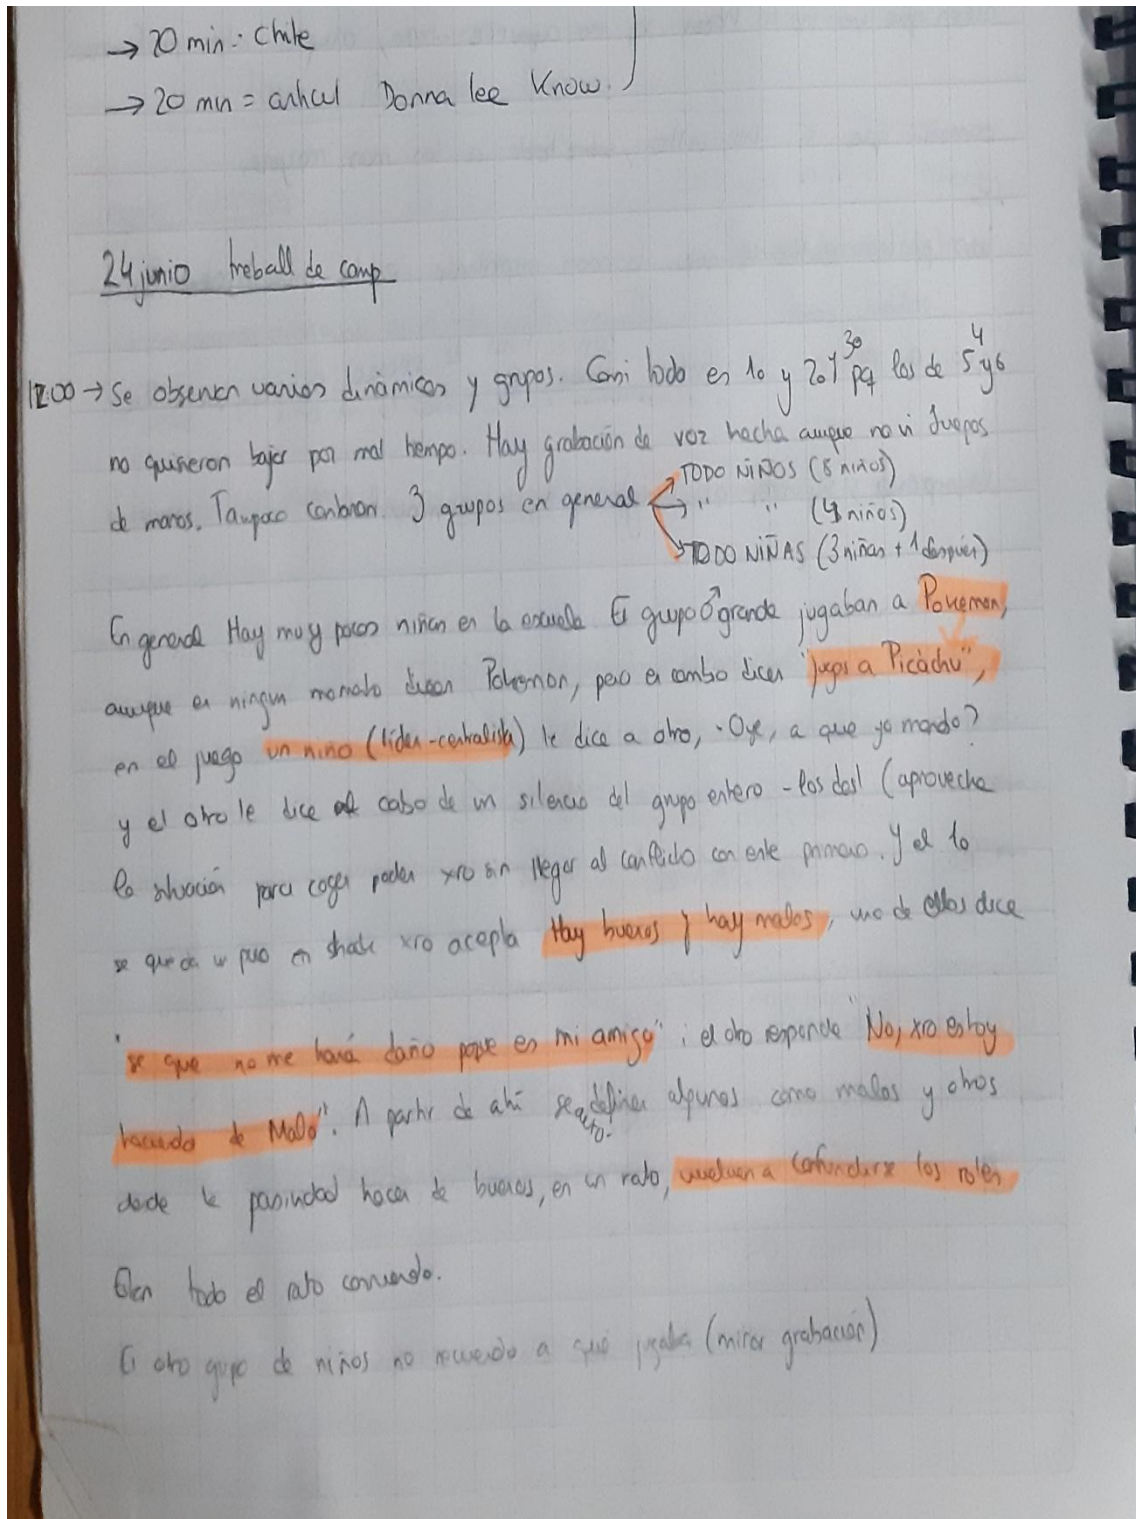 → 20 min: Chile
→ 20 min = Donna lee Know.
24 junio treball de camp
12:00 → Se observan varias dinámicas y grupos. Casi todo es 1o y 2o y 3o pq los de 4 5 y 6
no quisieron bajar por mal tiempo. Hay grabación de voz hecha aunque no vi Juegos
de manos. Tampoco cantaron. 3 grupos en general
TODO NIÑOS (8 niños)
" " (4 niños)
TODO NIÑAS (3 niñas + 1 después)
En general Hay muy pocas niñas en la escuela El grupo ♂ grande jugaban a Pokemon,
aunque en ningun momento dicen Pokemon, pero en cambio dicen "jugar a Picachu",
en el juego un niño (líder-centralista) le dice a otro, -Oye, a que yo mando?
y el otro le dice al cabo de un silencio del grupo entero -los dos! (aprovecha
la situación para coger poder xro sin llegar al conflicto con este primero. Y el 1o
se queda un poco en shock xro acepta Hay buenos y hay malos, uno de ellos dice
"se que no me hará daño porque es mi amigo"; el otro responde "No, xro estoy
haciendo de Malo". A partir de ahí se auto- definen algunos como malos y otros
desde la pasividad hacen de buenos, en un rato, vuelven a confundirse los roles
Están todo el rato corriendo.
El otro grupo de niños no recuerdo a qué jugaba (mirar grabación)